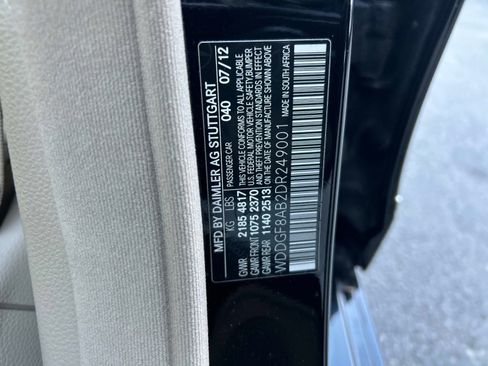 MFD BY DAIMLER AG STUTTGART
PASSENGER CAR 040 07/12
KG LBS
GAWR 2185 4817
GAWR FRONT 1075 2370
GAWR REAR 1140 2513
THIS VEHICLE CONFORMS TO ALL APPLICABLE
U.S. FEDERAL MOTOR VEHICLE SAFETY, BUMPER
AND THEFT PREVENTION STANDARDS IN EFFECT
ON THE DATE OF MANUFACTURE SHOWN ABOVE
WDDGF8AB2DR249001 MADE IN SOUTH AFRICA